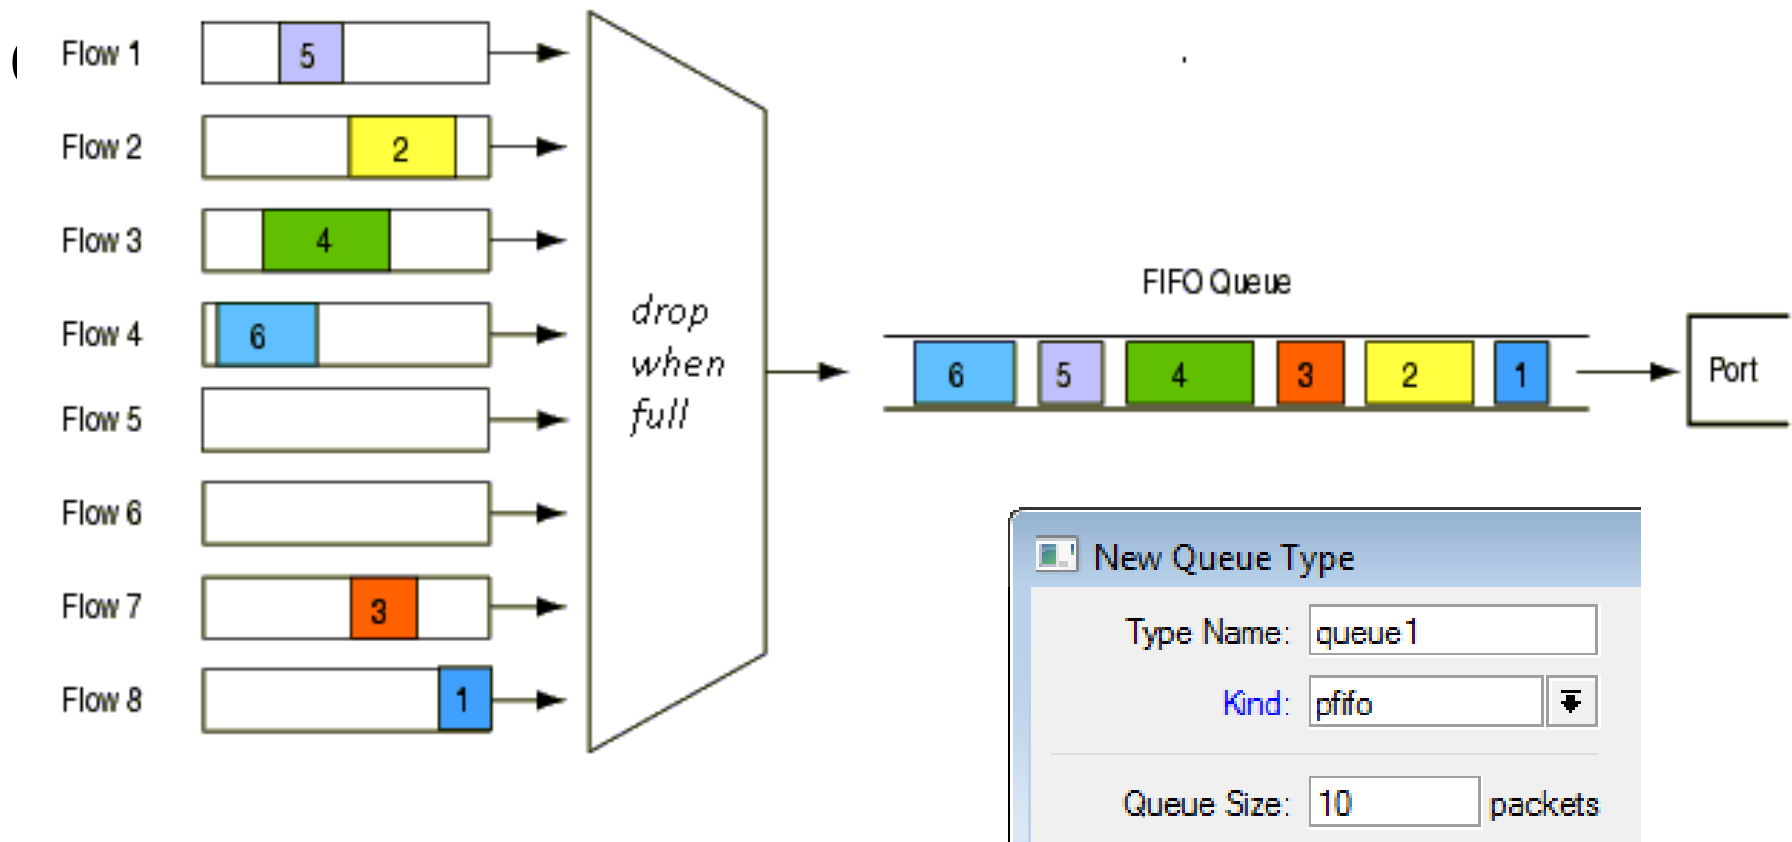 Flow 1
5
Flow 2
2
Flow 3
4
Flow 4
6
Flow 5
Flow 6
Flow 7
3
Flow 8
1
drop
when
full
FIFO Queue
6 5 4 3 2 1
Port
New Queue Type
Type Name: queue1
Kind: pfifo
Queue Size: 10 packets